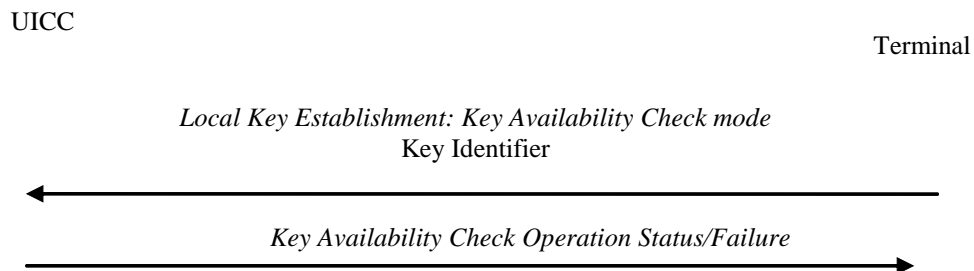 UICC
Terminal
Local Key Establishment: Key Availability Check mode
Key Identifier
Key Availability Check Operation Status/Failure